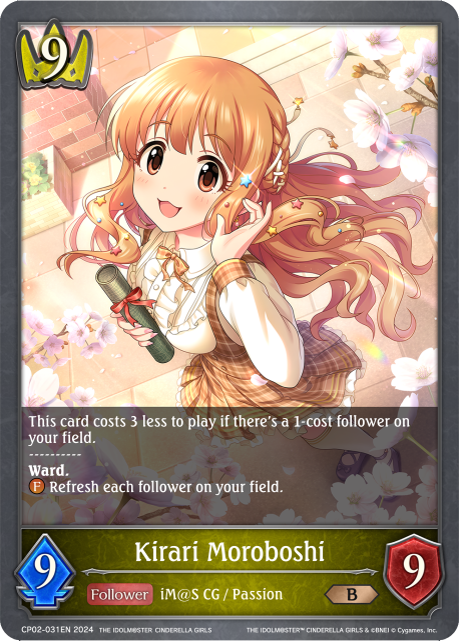 9
This card costs 3 less to play if there's a 1-cost follower on
your field.
----------
Ward.
F Refresh each follower on your field.
Kirari Moroboshi
9
Follower iM@S CG / Passion
B
9
CP02-031EN 2024 THE IDOLM@STER CINDERELLA GIRLS THE IDOLM@STER™ CINDERELLA GIRLS & ©BNEI © Cygames, Inc.